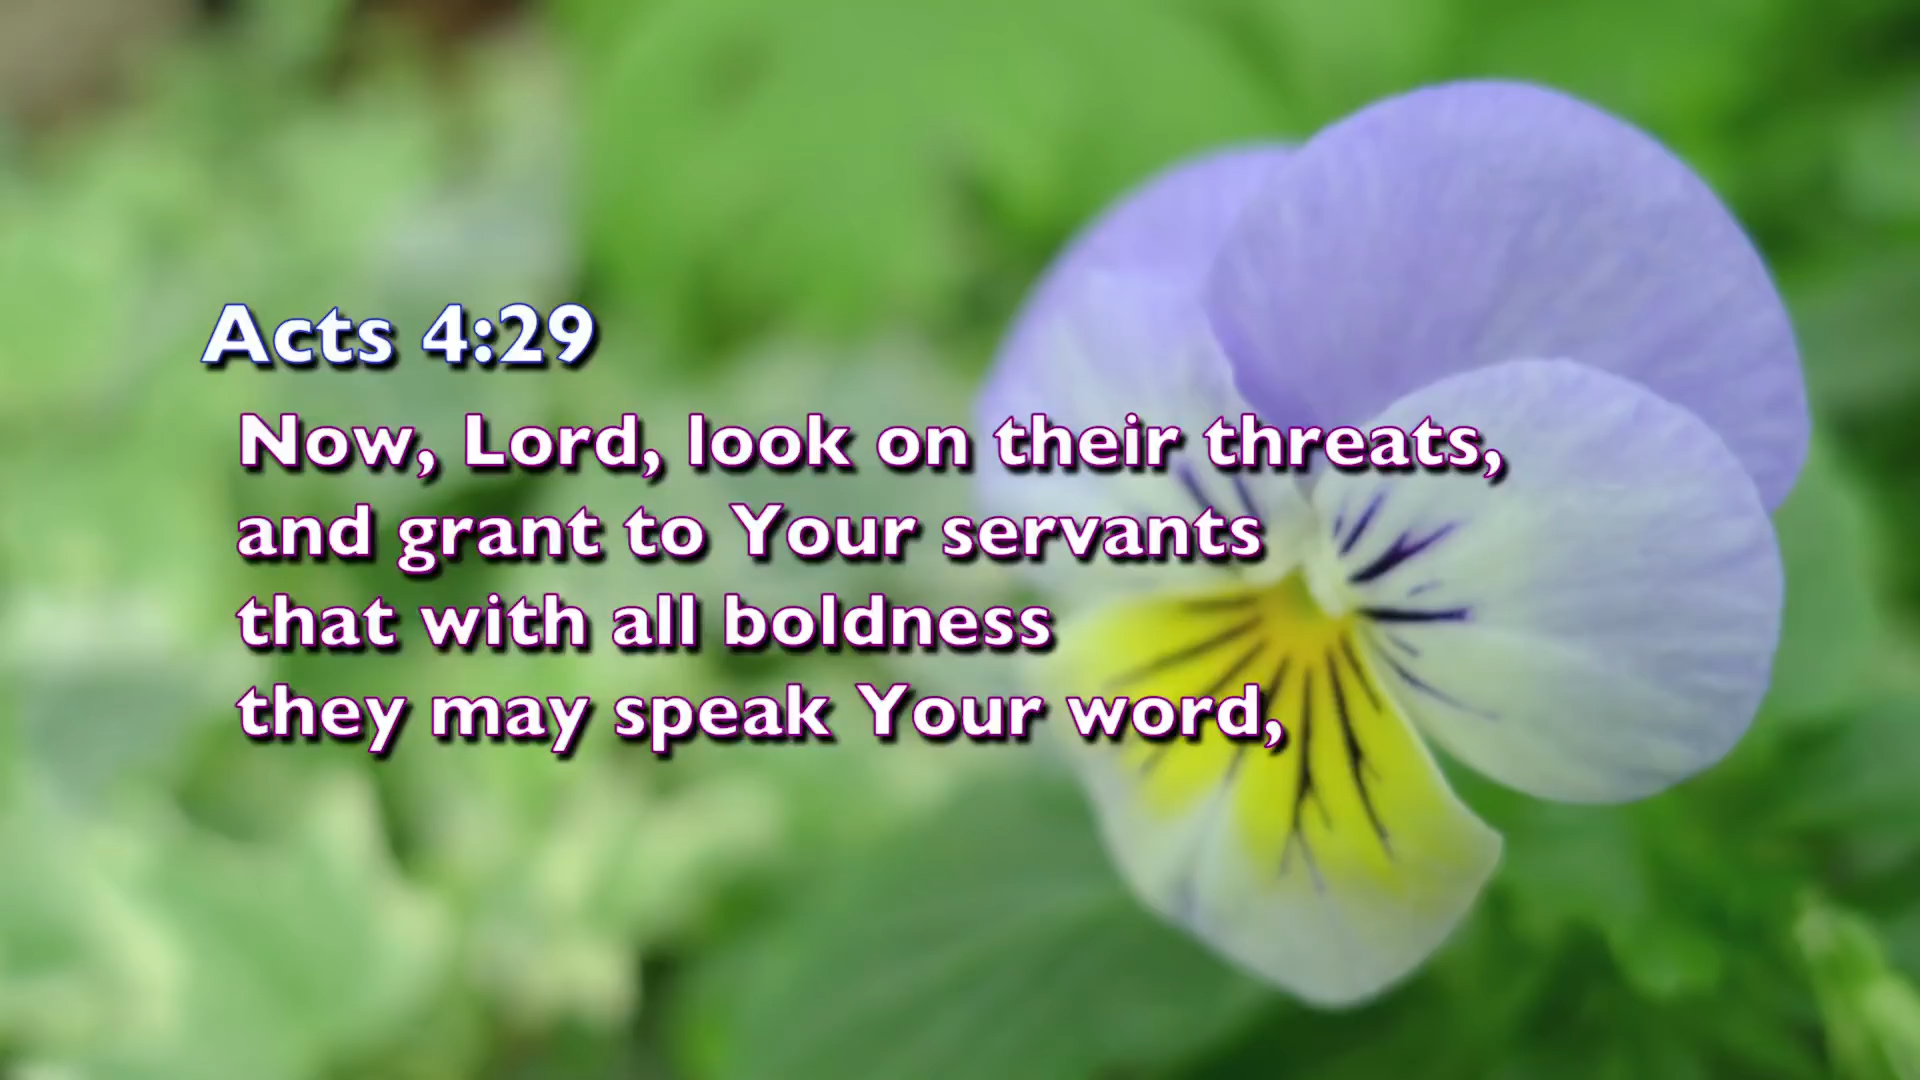 Acts 4:29
Now, Lord, look on their threats,
and grant to Your servants
that with all boldness
they may speak Your word,